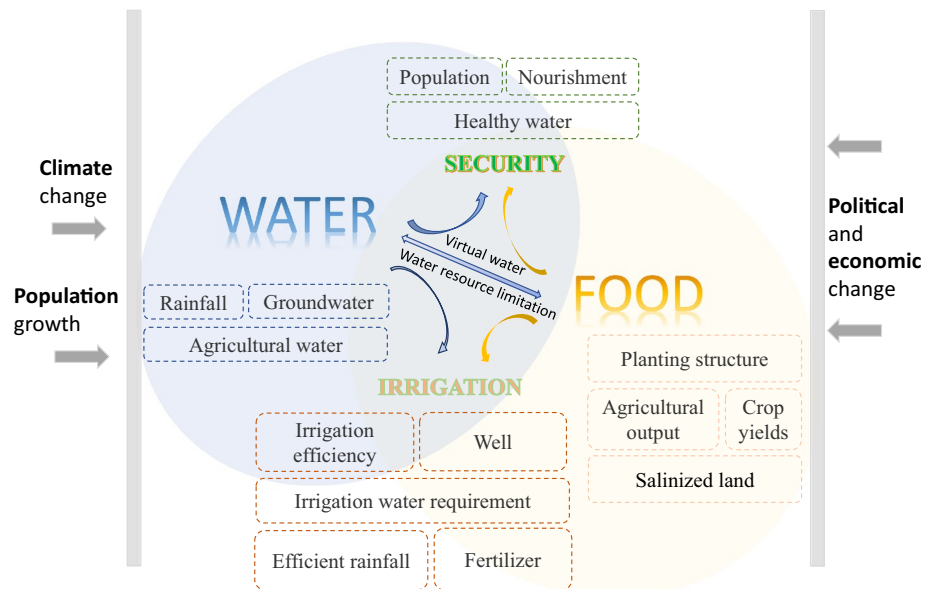 Population
Nourishment
Healthy water
SECURITY
Climate
change
WATER
Virtual water
Water resource limitation
Political
and
economic
change
Population
growth
Rainfall
Groundwater
Agricultural water
FOOD
IRRIGATION
Planting structure
Agricultural
output
Crop
yields
Salinized land
Irrigation
efficiency
Well
Irrigation water requirement
Efficient rainfall
Fertilizer